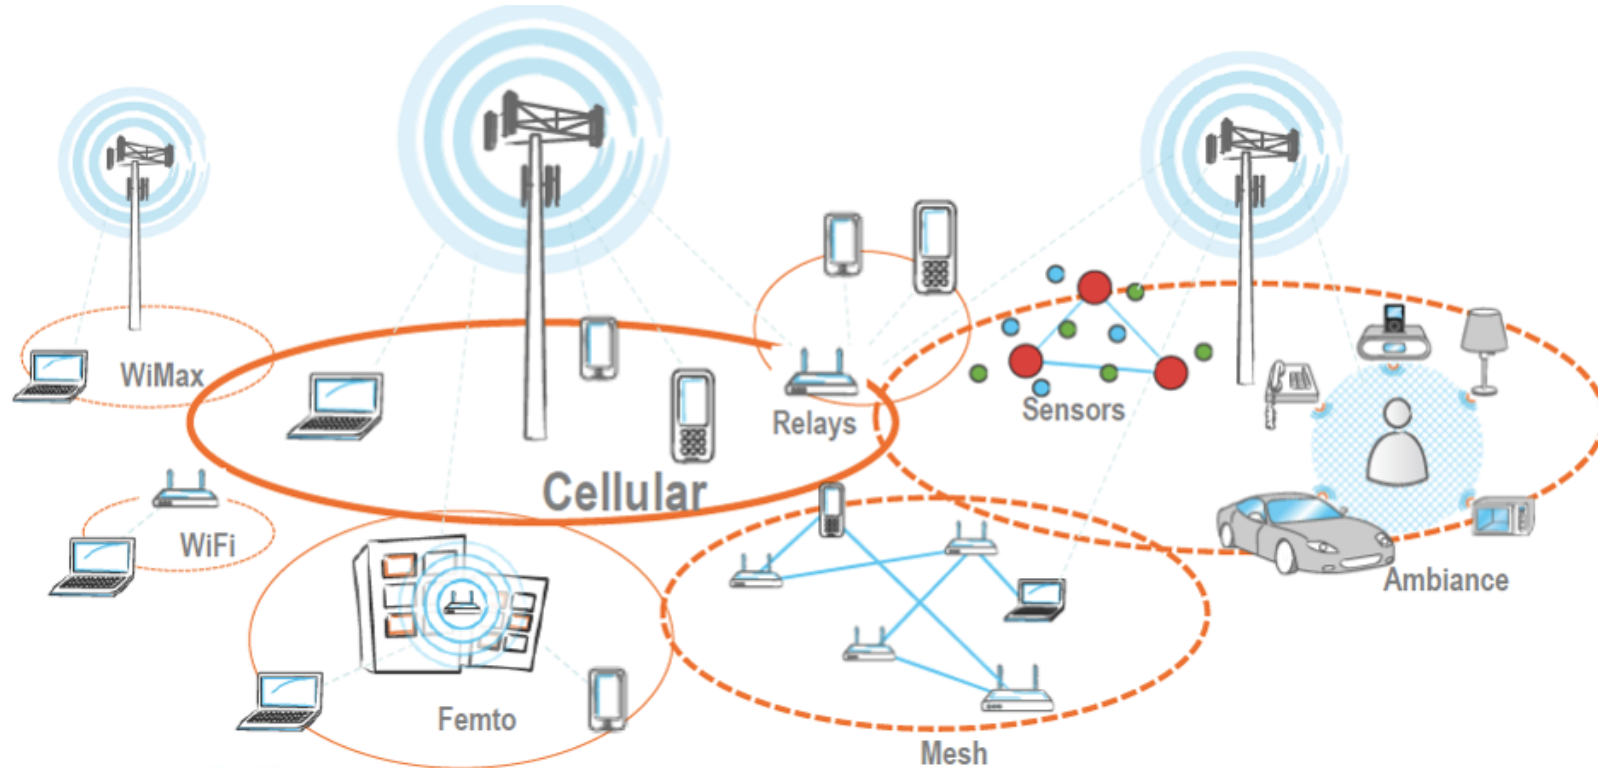 WiMax
Relays
Sensors
Cellular
WiFi
Ambiance
Femto
Mesh